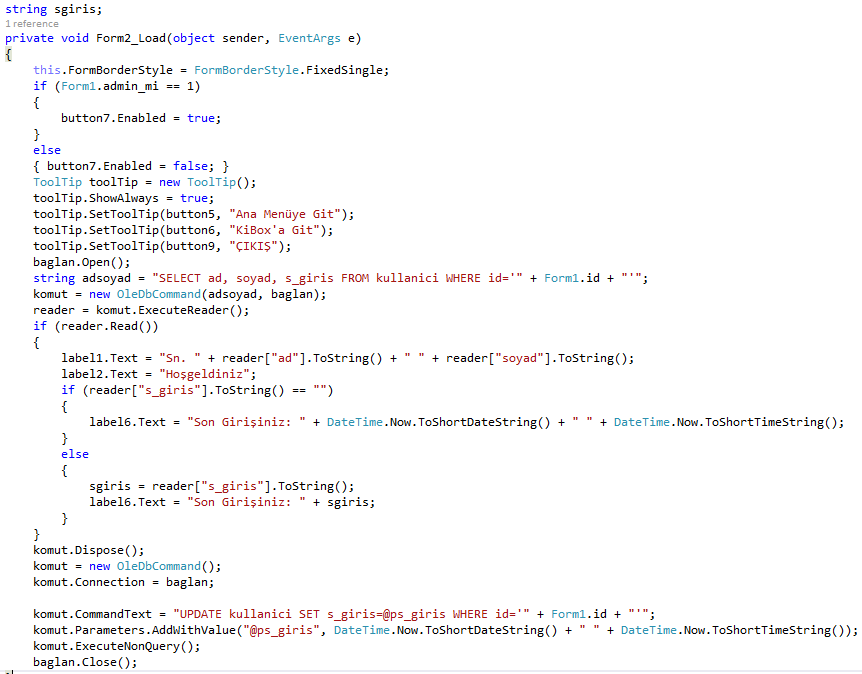 string sgiris;
1 reference
private void Form2_Load(object sender, EventArgs e)
{
    this.FormBorderStyle = FormBorderStyle.FixedSingle;
    if (Form1.admin_mi == 1)
    {
        button7.Enabled = true;
    }
    else
    { button7.Enabled = false; }
    ToolTip toolTip = new ToolTip();
    toolTip.ShowAlways = true;
    toolTip.SetToolTip(button5, "Ana Menüye Git");
    toolTip.SetToolTip(button6, "KiBox'a Git");
    toolTip.SetToolTip(button9, "ÇIKIŞ");
    baglan.Open();
    string adsoyad = "SELECT ad, soyad, s_giris FROM kullanici WHERE id='" + Form1.id + "'";
    komut = new OleDbCommand(adsoyad, baglan);
    reader = komut.ExecuteReader();
    if (reader.Read())
    {
        label1.Text = "Sn. " + reader["ad"].ToString() + " " + reader["soyad"].ToString();
        label2.Text = "Hoşgeldiniz";
        if (reader["s_giris"].ToString() == "")
        {
            label6.Text = "Son Girişiniz: " + DateTime.Now.ToShortDateString() + " " + DateTime.Now.ToShortTimeString();
        }
        else
        {
            sgiris = reader["s_giris"].ToString();
            label6.Text = "Son Girişiniz: " + sgiris;
        }
    }
    komut.Dispose();
    komut = new OleDbCommand();
    komut.Connection = baglan;

    komut.CommandText = "UPDATE kullanici SET s_giris=@ps_giris WHERE id='" + Form1.id + "'";
    komut.Parameters.AddWithValue("@ps_giris", DateTime.Now.ToShortDateString() + " " + DateTime.Now.ToShortTimeString());
    komut.ExecuteNonQuery();
    baglan.Close();